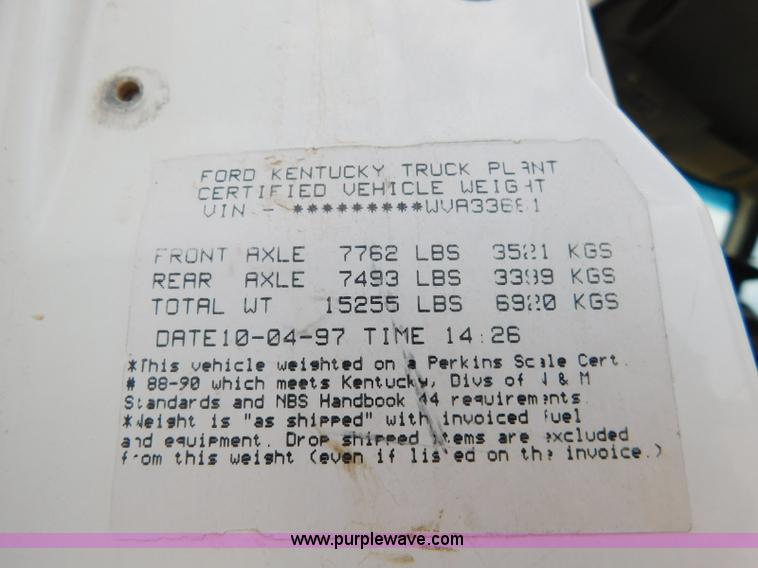 FORD KENTUCKY TRUCK PLANT
CERTIFIED VEHICLE WEIGHT
VIN - *********WVA33681
FRONT AXLE 7762 LBS 3521 KGS
REAR AXLE 7493 LBS 3399 KGS
TOTAL WT 15255 LBS 6920 KGS
DATE10-04-97 TIME 14:26
*This vehicle weighted on a Perkins Scale Cert.
# 88-90 which meets Kentucky, Divs of W & M
Standards and NBS Handbook 44 requirements.
*Weight is "as shipped" with invoiced fuel
and equipment. Drop shipped items are excluded
from this weight (even if listed on the invoice.)
www.purplewave.com